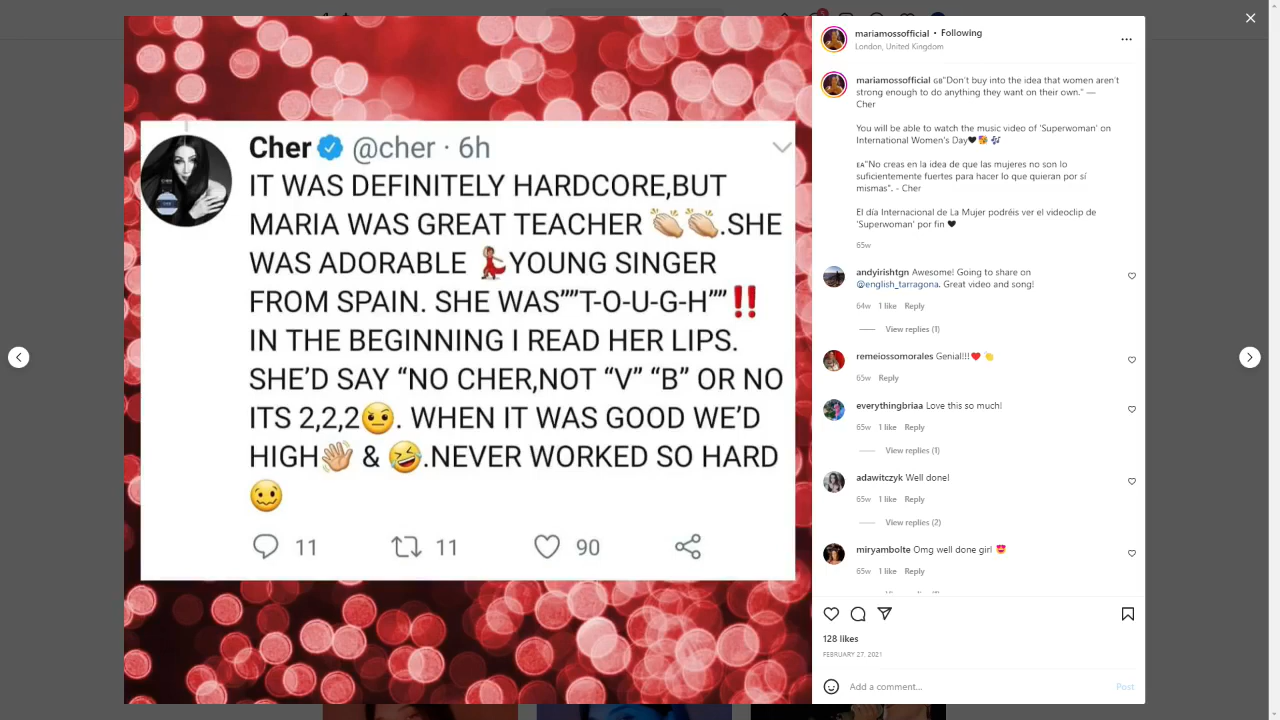 Cher @cher · 6h
IT WAS DEFINITELY HARDCORE,BUT
MARIA WAS GREAT TEACHER 👏🏼👏🏼.SHE
WAS ADORABLE 💃🏽YOUNG SINGER
FROM SPAIN. SHE WAS””T-O-U-G-H””‼️
IN THE BEGINNING I READ HER LIPS.
SHE’D SAY “NO CHER,NOT “V” “B” OR NO
ITS 2,2,2🤨. WHEN IT WAS GOOD WE’D
HIGH👋🏼 & 🤣.NEVER WORKED SO HARD
🥴
11 11 90
mariamossofficial • Following
London, United Kingdom
mariamossofficial ɢʙ"Don't buy into the idea that women aren't
strong enough to do anything they want on their own." —
Cher
You will be able to watch the music video of 'Superwoman' on
International Women's Day🖤💝🎶
ᴇᴀ"No creas en la idea de que las mujeres no son lo
suficientemente fuertes para hacer lo que quieran por sí
mismas". - Cher
El día Internacional de La Mujer podréis ver el videoclip de
'Superwoman' por fin 🖤
65w
andyirishtgn Awesome! Going to share on
@english_tarragona. Great video and song!
64w 1 like Reply
View replies (1)
remeiossomorales Genial!!!❤️👏
65w Reply
everythingbriaa Love this so much!
65w 1 like Reply
View replies (1)
adawitczyk Well done!
65w 1 like Reply
View replies (2)
miryambolte Omg well done girl 😍
65w 1 like Reply
128 likes
FEBRUARY 27, 2021
Add a comment...
Post